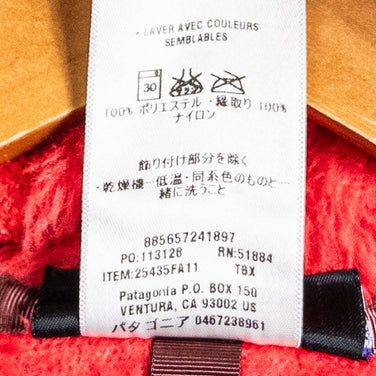 · LAVER AVEC COULEURS
SEMBLABLES
30
100% ポリエステル・縁取り 100%
ナイロン
飾り付け部分を除く
・乾燥機-低温・同系色のものと一
緒に洗うこと
885657241897
PO:113128 RN:51884
ITEM:25435FA11 TBX
Patagonia P.O. BOX 150
VENTURA, CA 93002 US
パタゴニア 0467238961